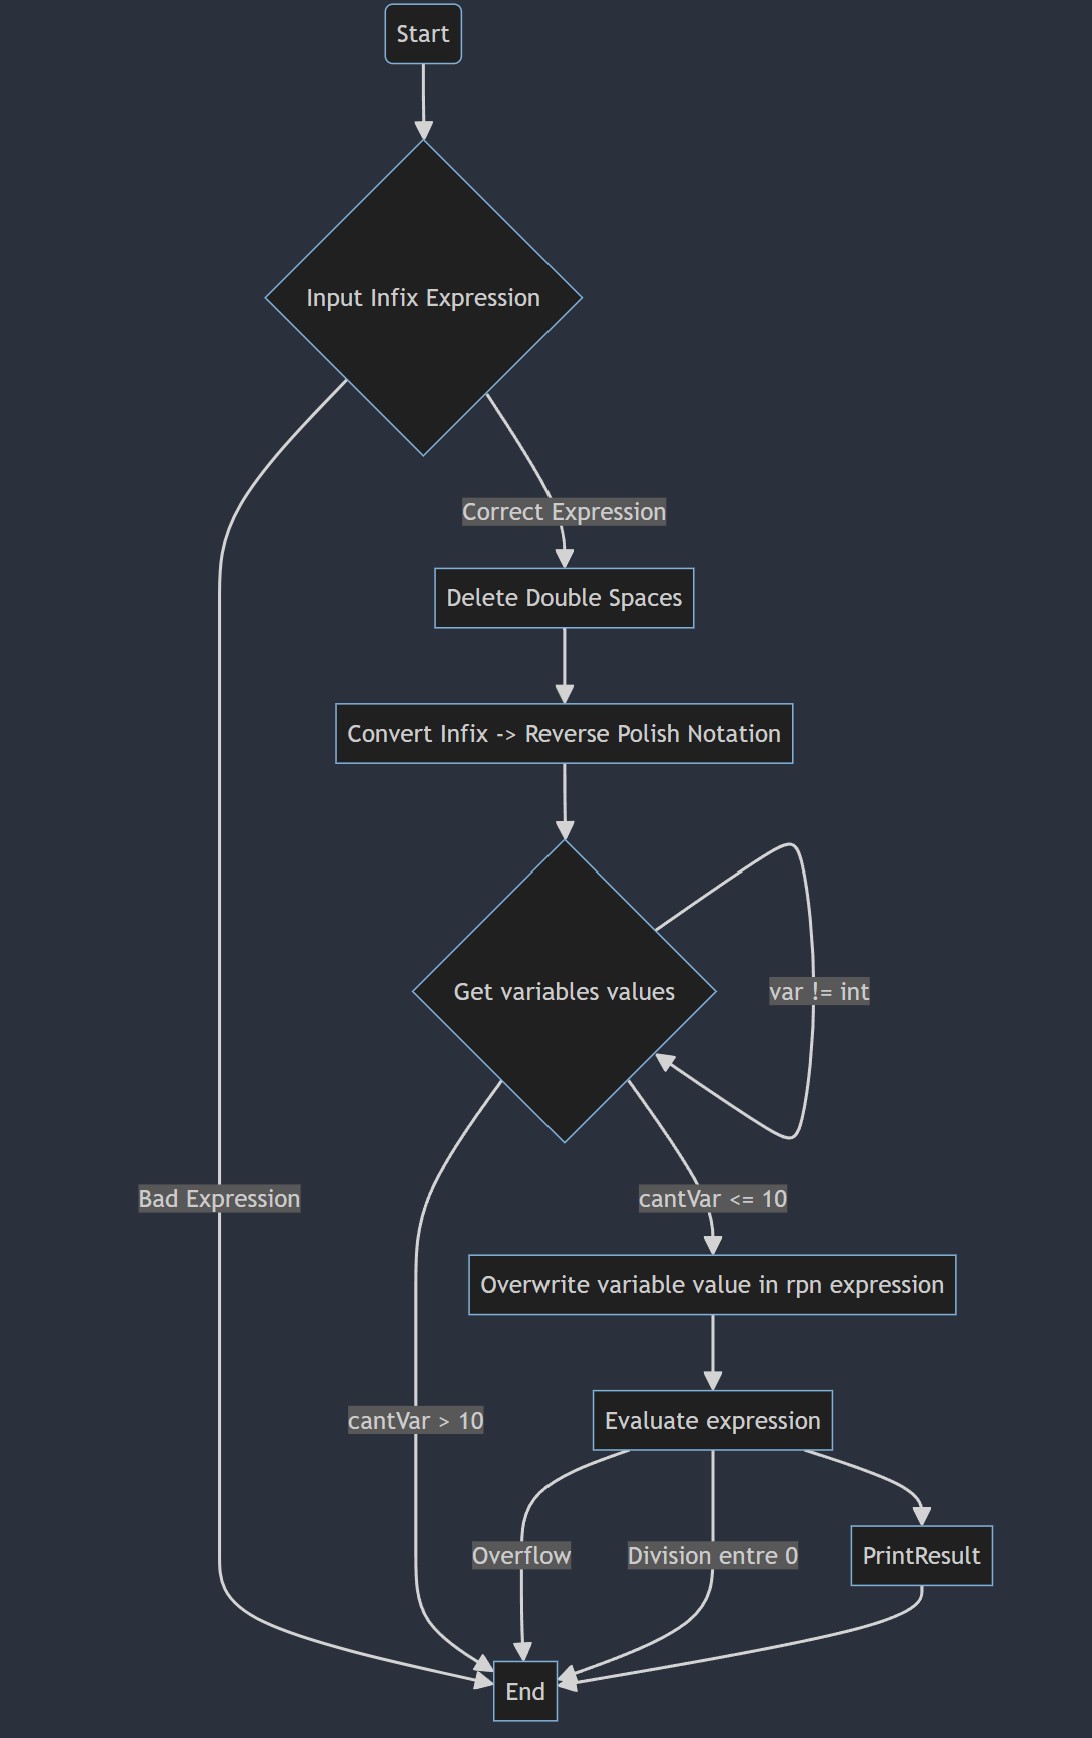 Start
Input Infix Expression
Correct Expression
Delete Double Spaces
Convert Infix -> Reverse Polish Notation
Get variables values
var != int
Bad Expression
cantVar <= 10
Overwrite variable value in rpn expression
cantVar > 10
Evaluate expression
Overflow
Division entre 0
PrintResult
End